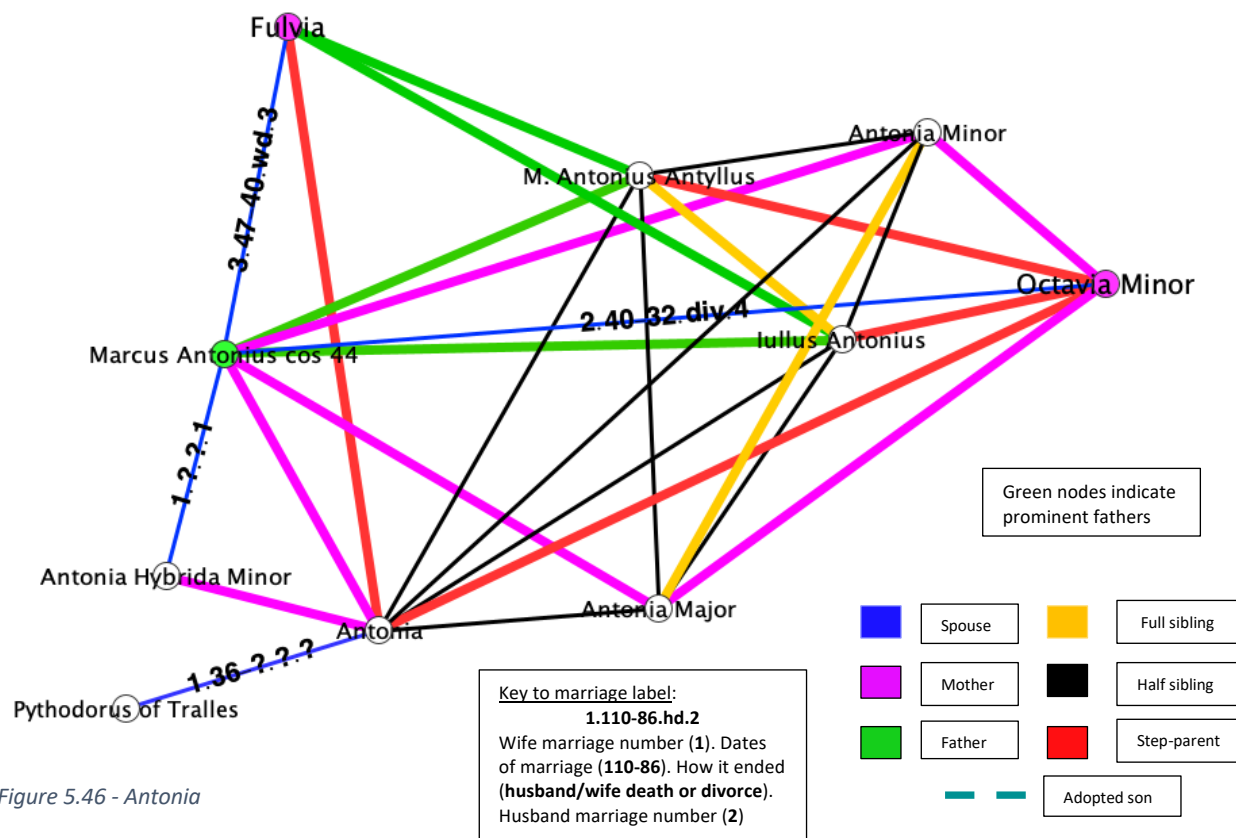 Fulvia
Antonia Minor
M. Antonius Antyllus
3.47 40.wd.3
Octavia Minor
2.40 32.div.4
Iullus Antonius
Marcus Antonius cos 44
1.?.?.1
Green nodes indicate
prominent fathers
Antonia Hybrida Minor
Antonia Major
Antonia
1.36 ?.?.?
Pythodorus of Tralles
Key to marriage label:
1.110-86.hd.2
Wife marriage number (1). Dates
of marriage (110-86). How it ended
(husband/wife death or divorce).
Husband marriage number (2)
Spouse
Full sibling
Mother
Half sibling
Father
Step-parent
Adopted son
Figure 5.46 - Antonia